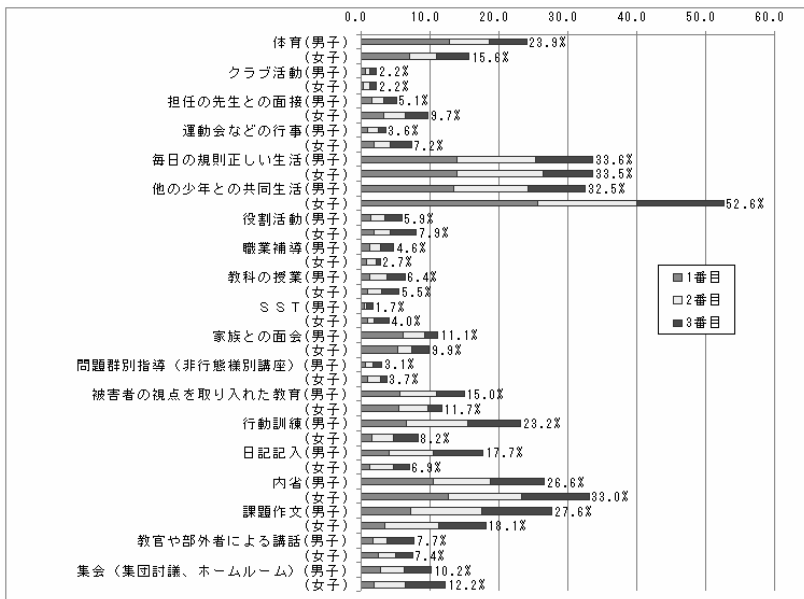 0.0 10.0 20.0 30.0 40.0 50.0 60.0
体育(男子) 23.9%
(女子) 15.6%
クラブ活動(男子) 2.2%
(女子) 2.2%
担任の先生との面接(男子) 5.1%
(女子) 9.7%
運動会などの行事(男子) 3.6%
(女子) 7.2%
毎日の規則正しい生活(男子) 33.6%
(女子) 33.5%
他の少年との共同生活(男子) 32.5%
(女子) 52.6%
役割活動(男子) 5.9%
(女子) 7.9%
職業補導(男子) 4.6%
(女子) 2.7%
教科の授業(男子) 6.4%
(女子) 5.5%
SST(男子) 1.7%
(女子) 4.0%
家族との面会(男子) 11.1%
(女子) 9.9%
問題群別指導(非行態様別講座)(男子) 3.1%
(女子) 3.7%
被害者の視点を取り入れた教育(男子) 15.0%
(女子) 11.7%
行動訓練(男子) 23.2%
(女子) 8.2%
日記記入(男子) 17.7%
(女子) 6.9%
内省(男子) 26.6%
(女子) 33.0%
課題作文(男子) 27.6%
(女子) 18.1%
教官や部外者による講話(男子) 7.7%
(女子) 7.4%
集会(集団討議、ホームルーム)(男子) 10.2%
(女子) 12.2%
1番目
2番目
3番目